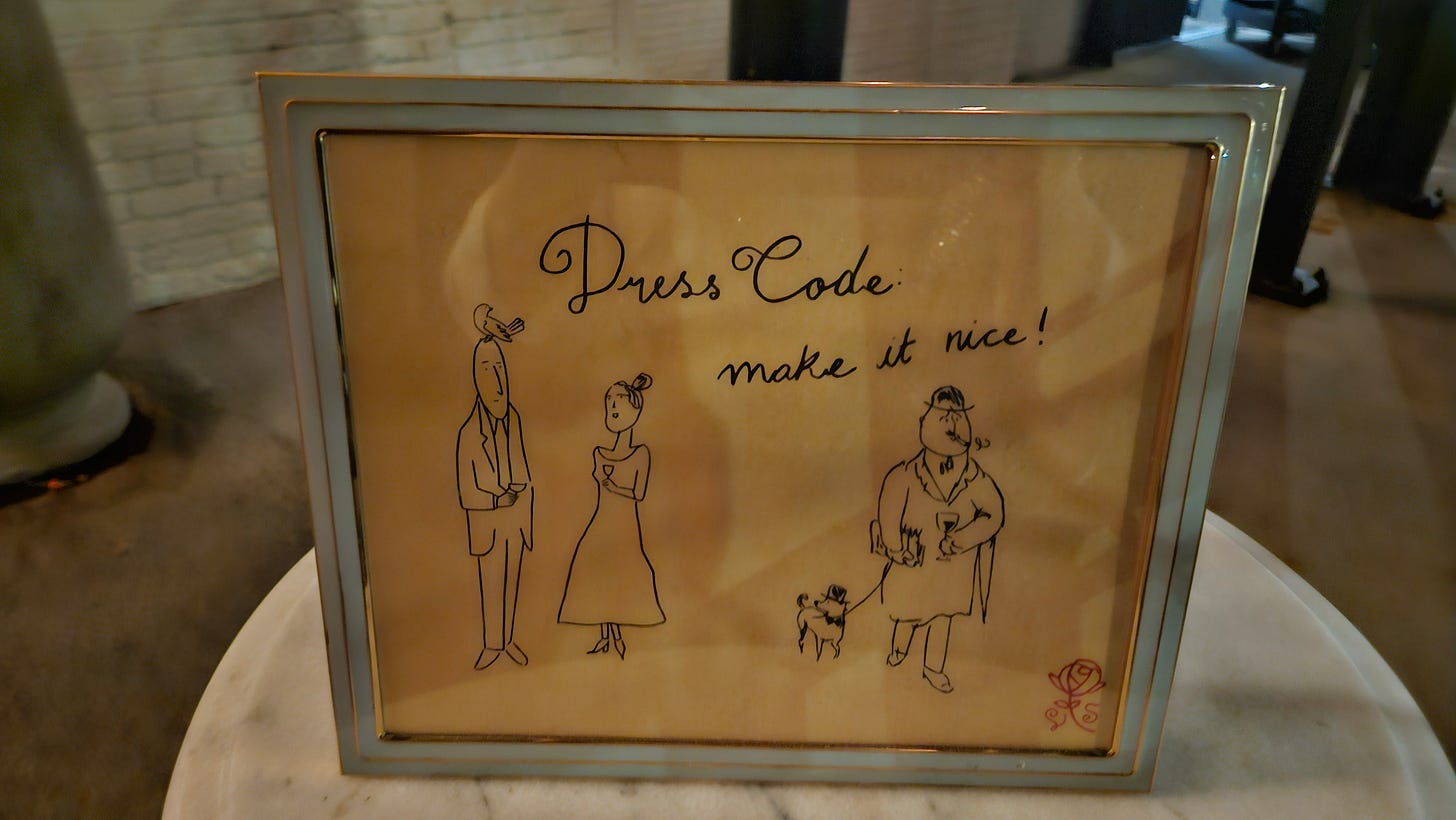 Dress Code:
make it nice!